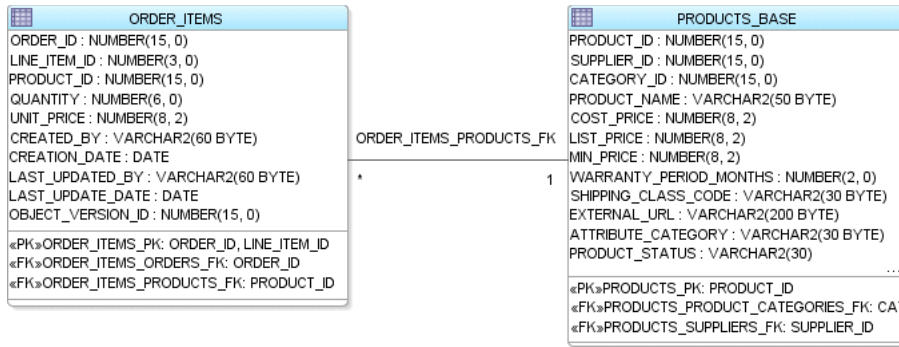 ORDER_ITEMS
ORDER_ID : NUMBER(15, 0)
LINE_ITEM_ID : NUMBER(3, 0)
PRODUCT_ID : NUMBER(15, 0)
QUANTITY : NUMBER(6, 0)
UNIT_PRICE : NUMBER(8, 2)
CREATED_BY : VARCHAR2(60 BYTE)
CREATION_DATE : DATE
LAST_UPDATED_BY : VARCHAR2(60 BYTE)
LAST_UPDATE_DATE : DATE
OBJECT_VERSION_ID : NUMBER(15, 0)
«PK»ORDER_ITEMS_PK: ORDER_ID, LINE_ITEM_ID
«FK»ORDER_ITEMS_ORDERS_FK: ORDER_ID
«FK»ORDER_ITEMS_PRODUCTS_FK: PRODUCT_ID
ORDER_ITEMS_PRODUCTS_FK
* 1
PRODUCTS_BASE
PRODUCT_ID : NUMBER(15, 0)
SUPPLIER_ID : NUMBER(15, 0)
CATEGORY_ID : NUMBER(15, 0)
PRODUCT_NAME : VARCHAR2(50 BYTE)
COST_PRICE : NUMBER(8, 2)
LIST_PRICE : NUMBER(8, 2)
MIN_PRICE : NUMBER(8, 2)
WARRANTY_PERIOD_MONTHS : NUMBER(2, 0)
SHIPPING_CLASS_CODE : VARCHAR2(30 BYTE)
EXTERNAL_URL : VARCHAR2(200 BYTE)
ATTRIBUTE_CATEGORY : VARCHAR2(30 BYTE)
PRODUCT_STATUS : VARCHAR2(30)
...
«PK»PRODUCTS_PK: PRODUCT_ID
«FK»PRODUCTS_PRODUCT_CATEGORIES_FK: CA
«FK»PRODUCTS_SUPPLIERS_FK: SUPPLIER_ID